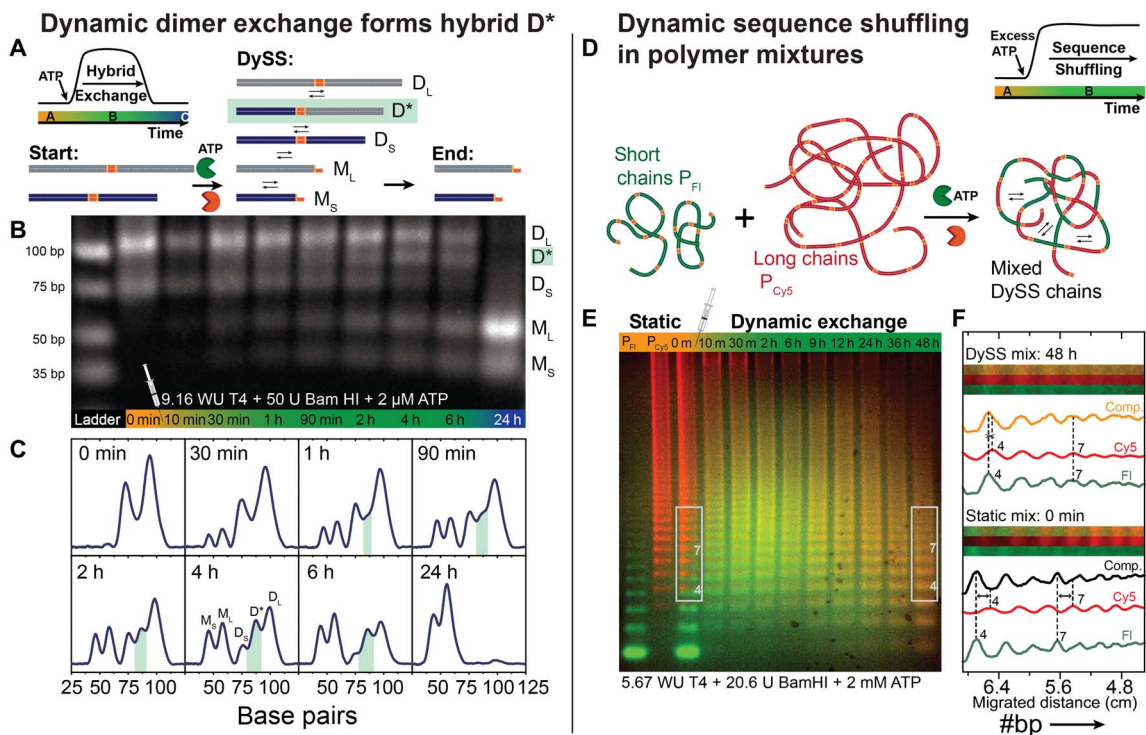 Dynamic dimer exchange forms hybrid D*
A
ATP
Hybrid
Exchange
A B C
Time
DySS:
D_L
D*
D_S
M_L
M_S
Start:
ATP
End:
B
100 bp
75 bp
50 bp
35 bp
D_L
D*
D_S
M_L
M_S
9.16 WU T4 + 50 U Bam HI + 2 µM ATP
Ladder 0 min 10 min 30 min 1 h 90 min 2 h 4 h 6 h 24 h
C
0 min 30 min 1 h 90 min
2 h 4 h 6 h 24 h
M_S M_L D_S D* D_L
25 50 75 100 50 75 100 50 75 100 50 75 100 125
Base pairs
Dynamic sequence shuffling
in polymer mixtures
D
Excess
ATP
Sequence
Shuffling
A B
Time
Short
chains P_Fl
+
Long chains
P_Cy5
ATP
Mixed
DySS chains
E
Static Dynamic exchange
P_Fl P_Cy5 0 m 10 m 30 m 2 h 6 h 9 h 12 h 24 h 36 h 48 h
7 7
4 4
5.67 WU T4 + 20.6 U BamHI + 2 mM ATP
F
DySS mix: 48 h
Comp.
4 7
Cy5
4 7
Fl
Static mix: 0 min
Comp.
4 7
Cy5
4 7
Fl
6.4 5.6 4.8
Migrated distance (cm)
#bp